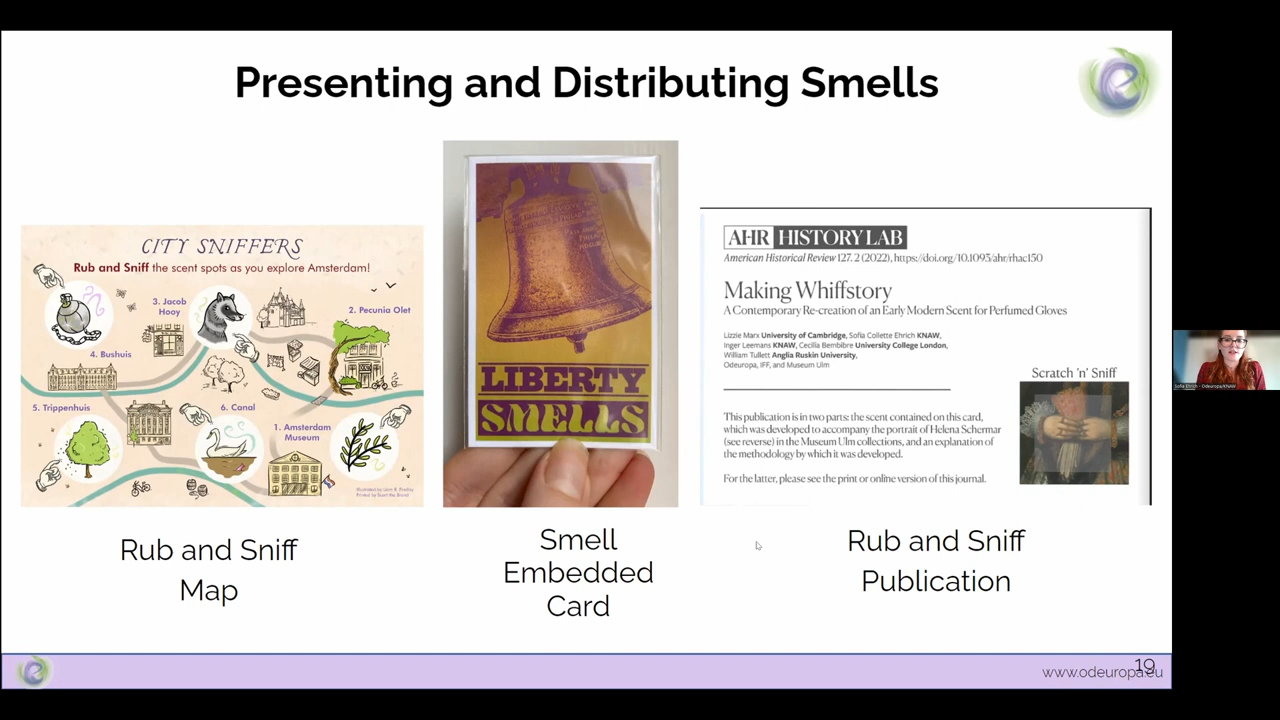 Presenting and Distributing Smells
CITY SNIFFERS
Rub and Sniff the scent spots as you explore Amsterdam!
3. Jacob
Hooy
2. Pecunia Olet
4. Bushuis
5. Trippenhuis
6. Canal
1. Amsterdam
Museum
Rub and Sniff
Map
LIBERTY
SMELLS
Smell
Embedded
Card
AHR HISTORY LAB
American Historical Review 127. 2 (2022), https://doi.org/10.1093/ahr/rhac150
Making Whiffstory
A Contemporary Re-creation of an Early Modern Scent for Perfumed Gloves
Lizzie Marx University of Cambridge, Sofia Collette Ehrich KNAW,
Inger Leemans KNAW, Cecilia Bembibre University College London,
William Tullett Anglia Ruskin University,
Odeuropa, IFF, and Museum Ulm
Scratch 'n' Sniff
This publication is in two parts: the scent contained on this card,
which was developed to accompany the portrait of Helena Schermar
(see reverse) in the Museum Ulm collections, and an explanation of
the methodology by which it was developed.
For the latter, please see the print or online version of this journal.
Rub and Sniff
Publication
19
www.odeuropa.eu
Sofia Ehrich - Odeuropa/KNAW